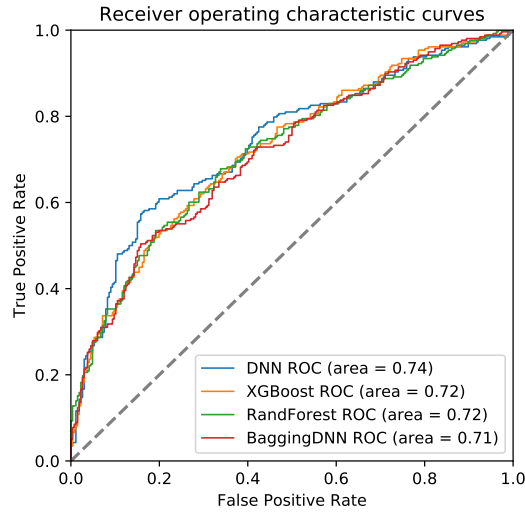 Receiver operating characteristic curves
1.0
0.8
0.6
0.4
0.2
0.0
True Positive Rate
DNN ROC (area = 0.74)
XGBoost ROC (area = 0.72)
RandForest ROC (area = 0.72)
BaggingDNN ROC (area = 0.71)
0.0 0.2 0.4 0.6 0.8 1.0
False Positive Rate